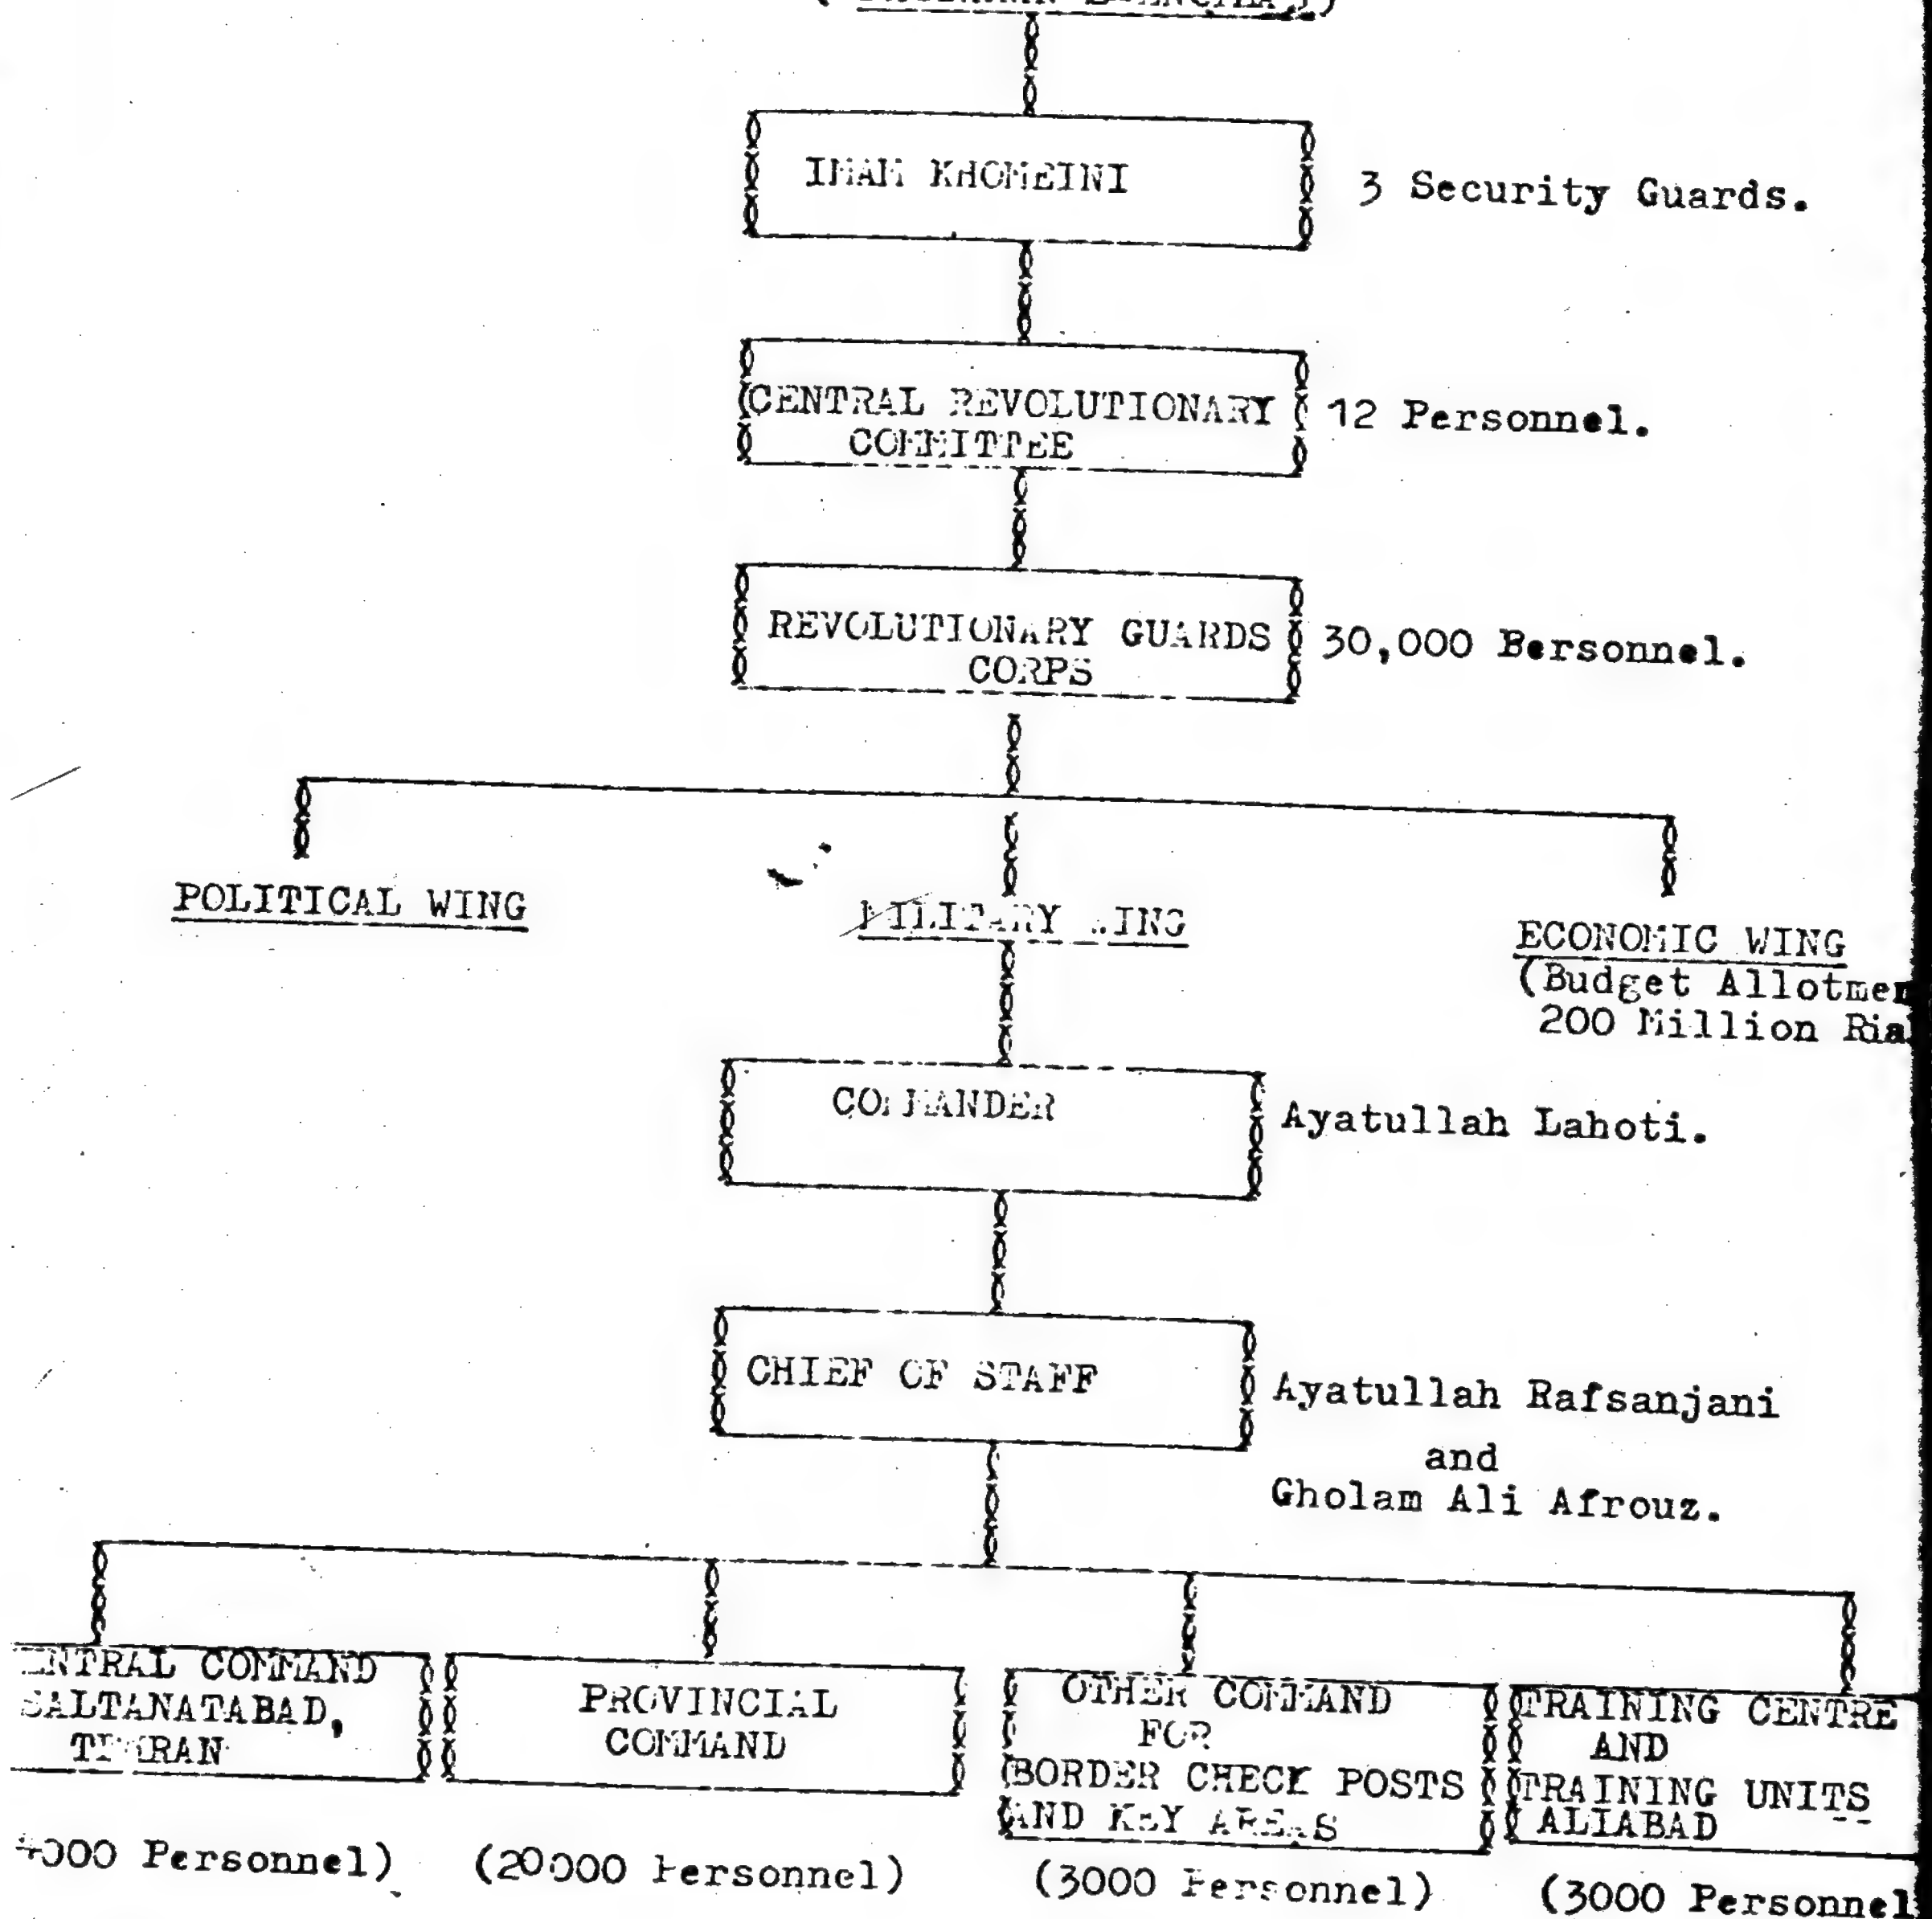 IMAM KHOMEINI
3 Security Guards.
CENTRAL REVOLUTIONARY
COMMITTEE
12 Personnel.
REVOLUTIONARY GUARDS
CORPS
30,000 Bersonnel.
POLITICAL WING
MILITARY WING
ECONOMIC WING
(Budget Allotmen
200 Million Ria
COMMANDER
Ayatullah Lahoti.
CHIEF OF STAFF
Ayatullah Rafsanjani
and
Gholam Ali Afrouz.
ENTRAL COMMAND
SALTANATABAD,
TEHRAN
PROVINCIAL
COMMAND
OTHER COMMAND
FOR
BORDER CHECK POSTS
AND KEY AREAS
TRAINING CENTRE
AND
TRAINING UNITS
ALIABAD
4000 Personnel)
(20000 Personnel)
(3000 Personnel)
(3000 Personnel